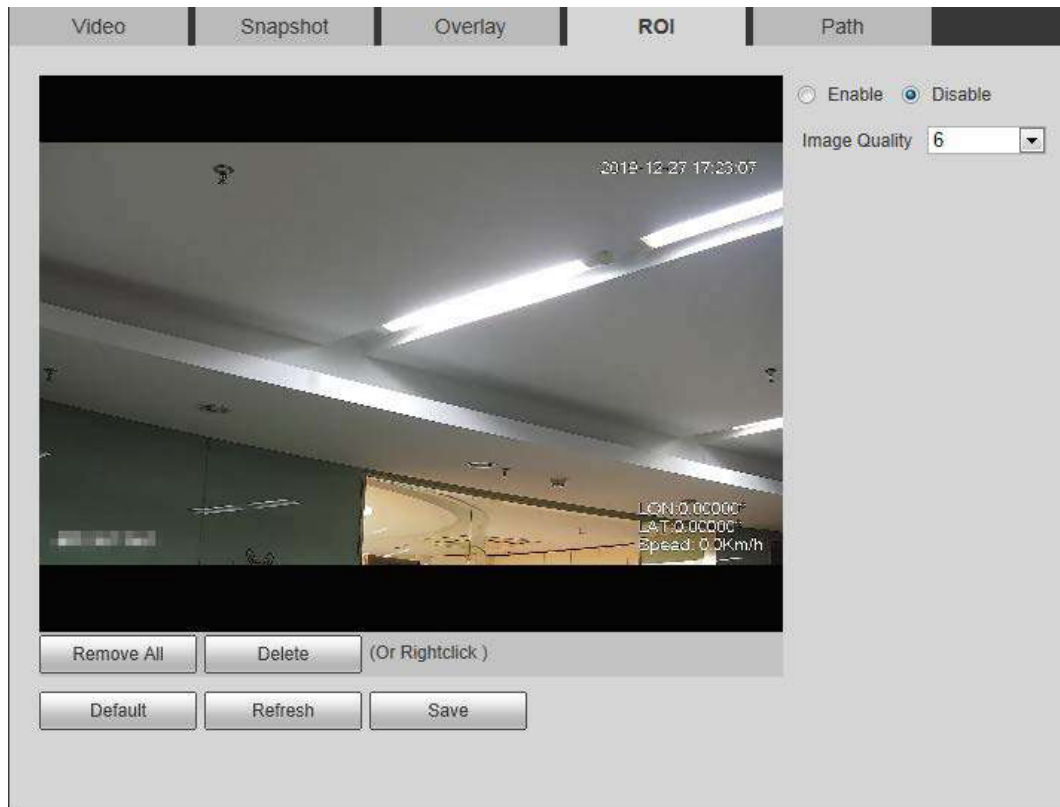 Video Snapshot Overlay ROI Path
Enable Disable
Image Quality 6
2019-12-27 17:23:07
LON:0.00000°
LAT:0.00000°
Speed: 0.0Km/h
Remove All Delete (Or Rightclick )
Default Refresh Save